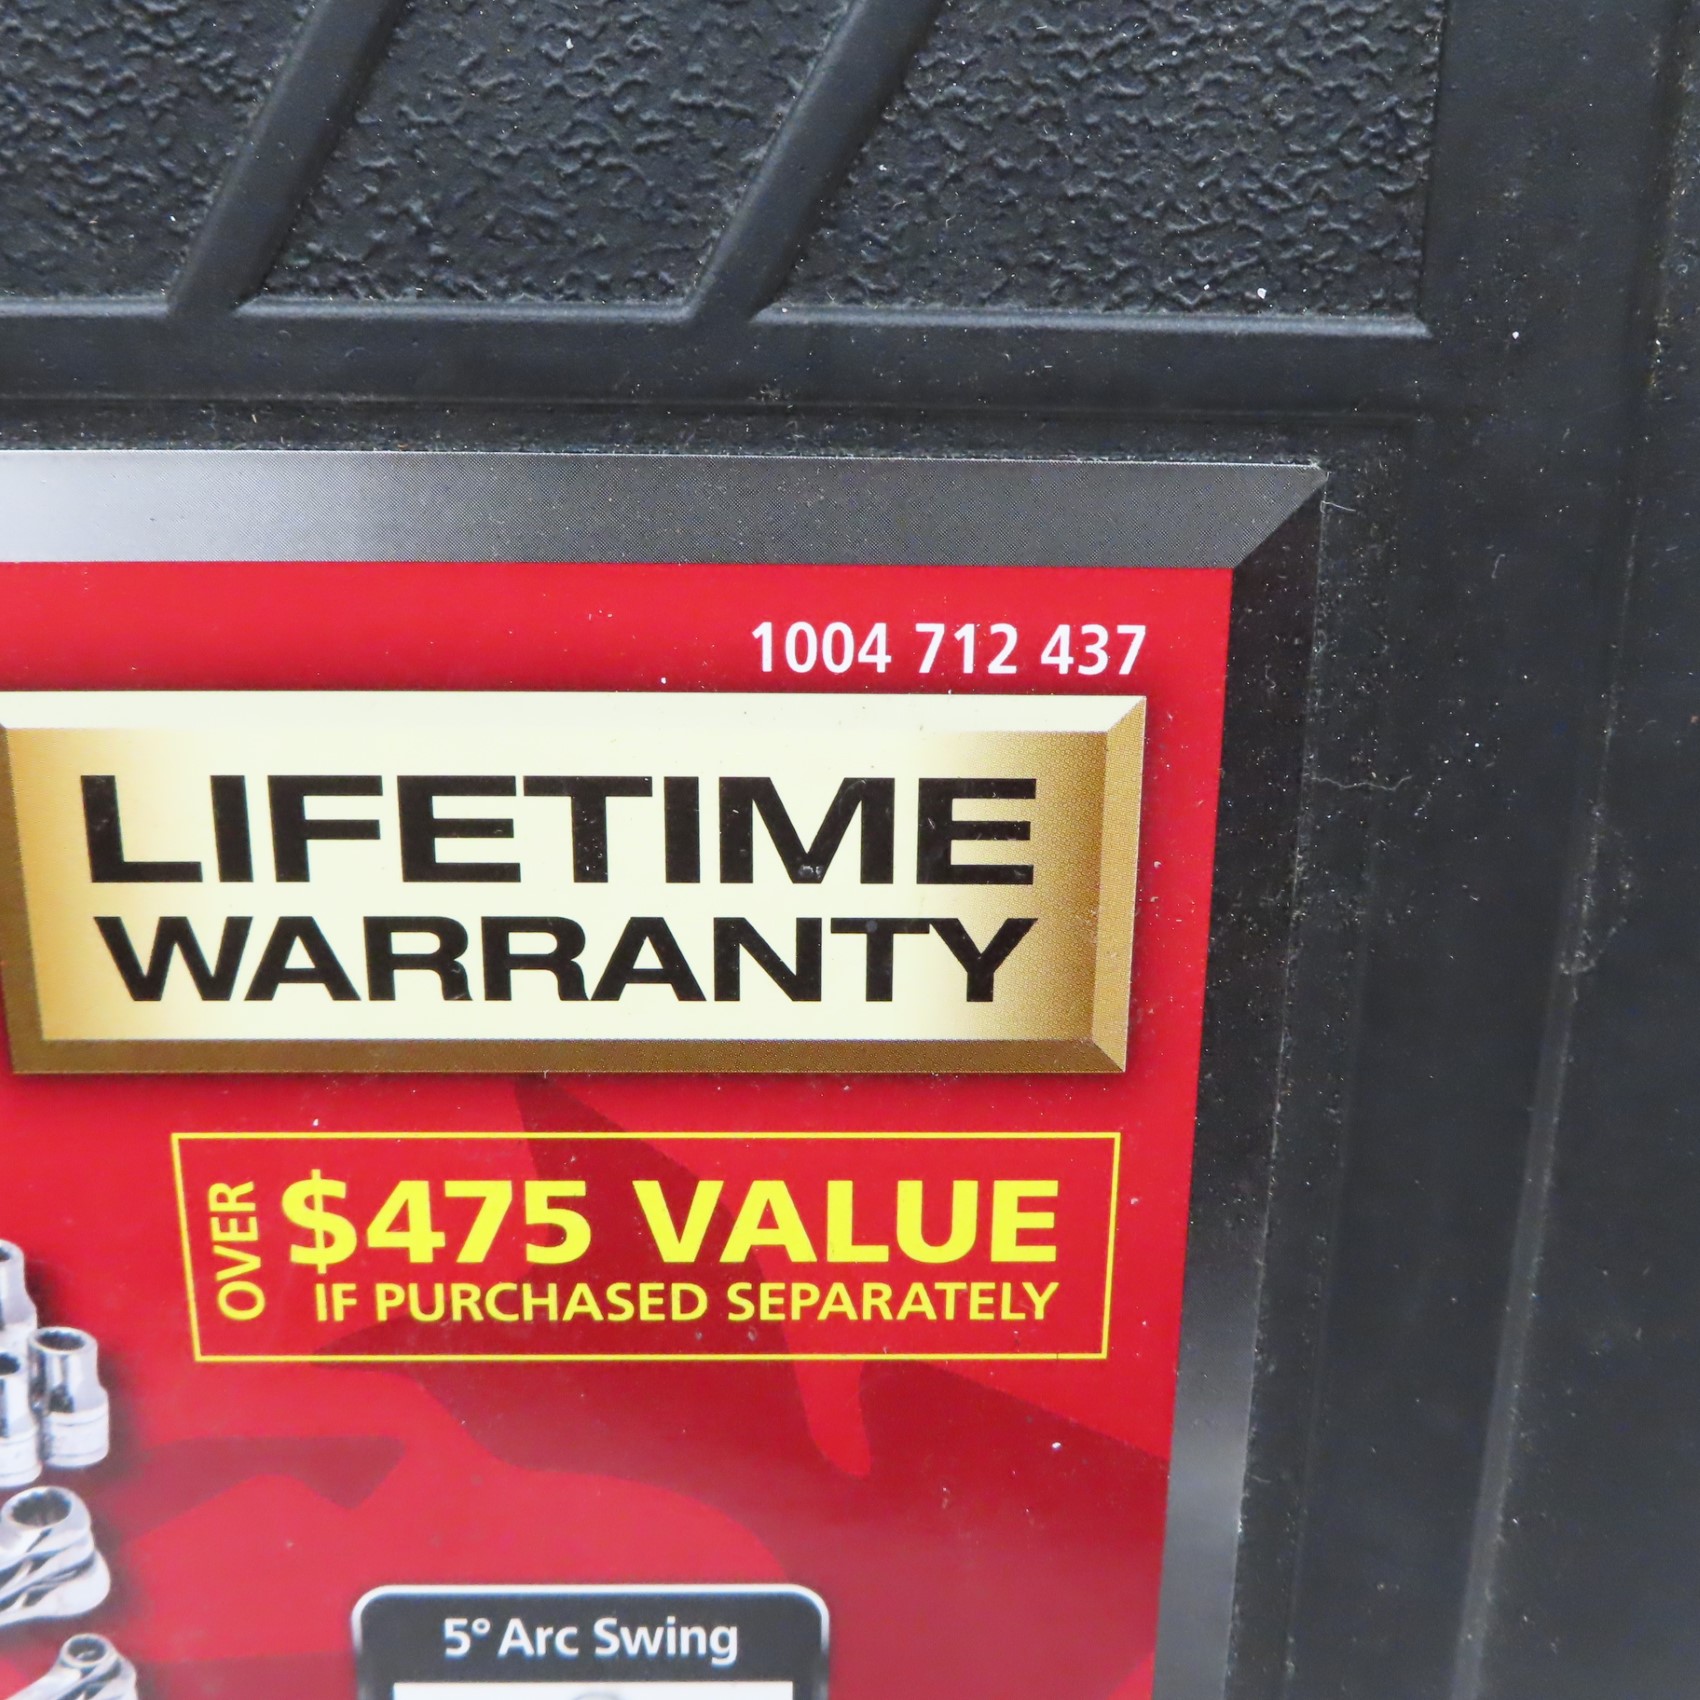 1004 712 437
LIFETIME
WARRANTY
OVER
$475 VALUE
IF PURCHASED SEPARATELY
5° Arc Swing